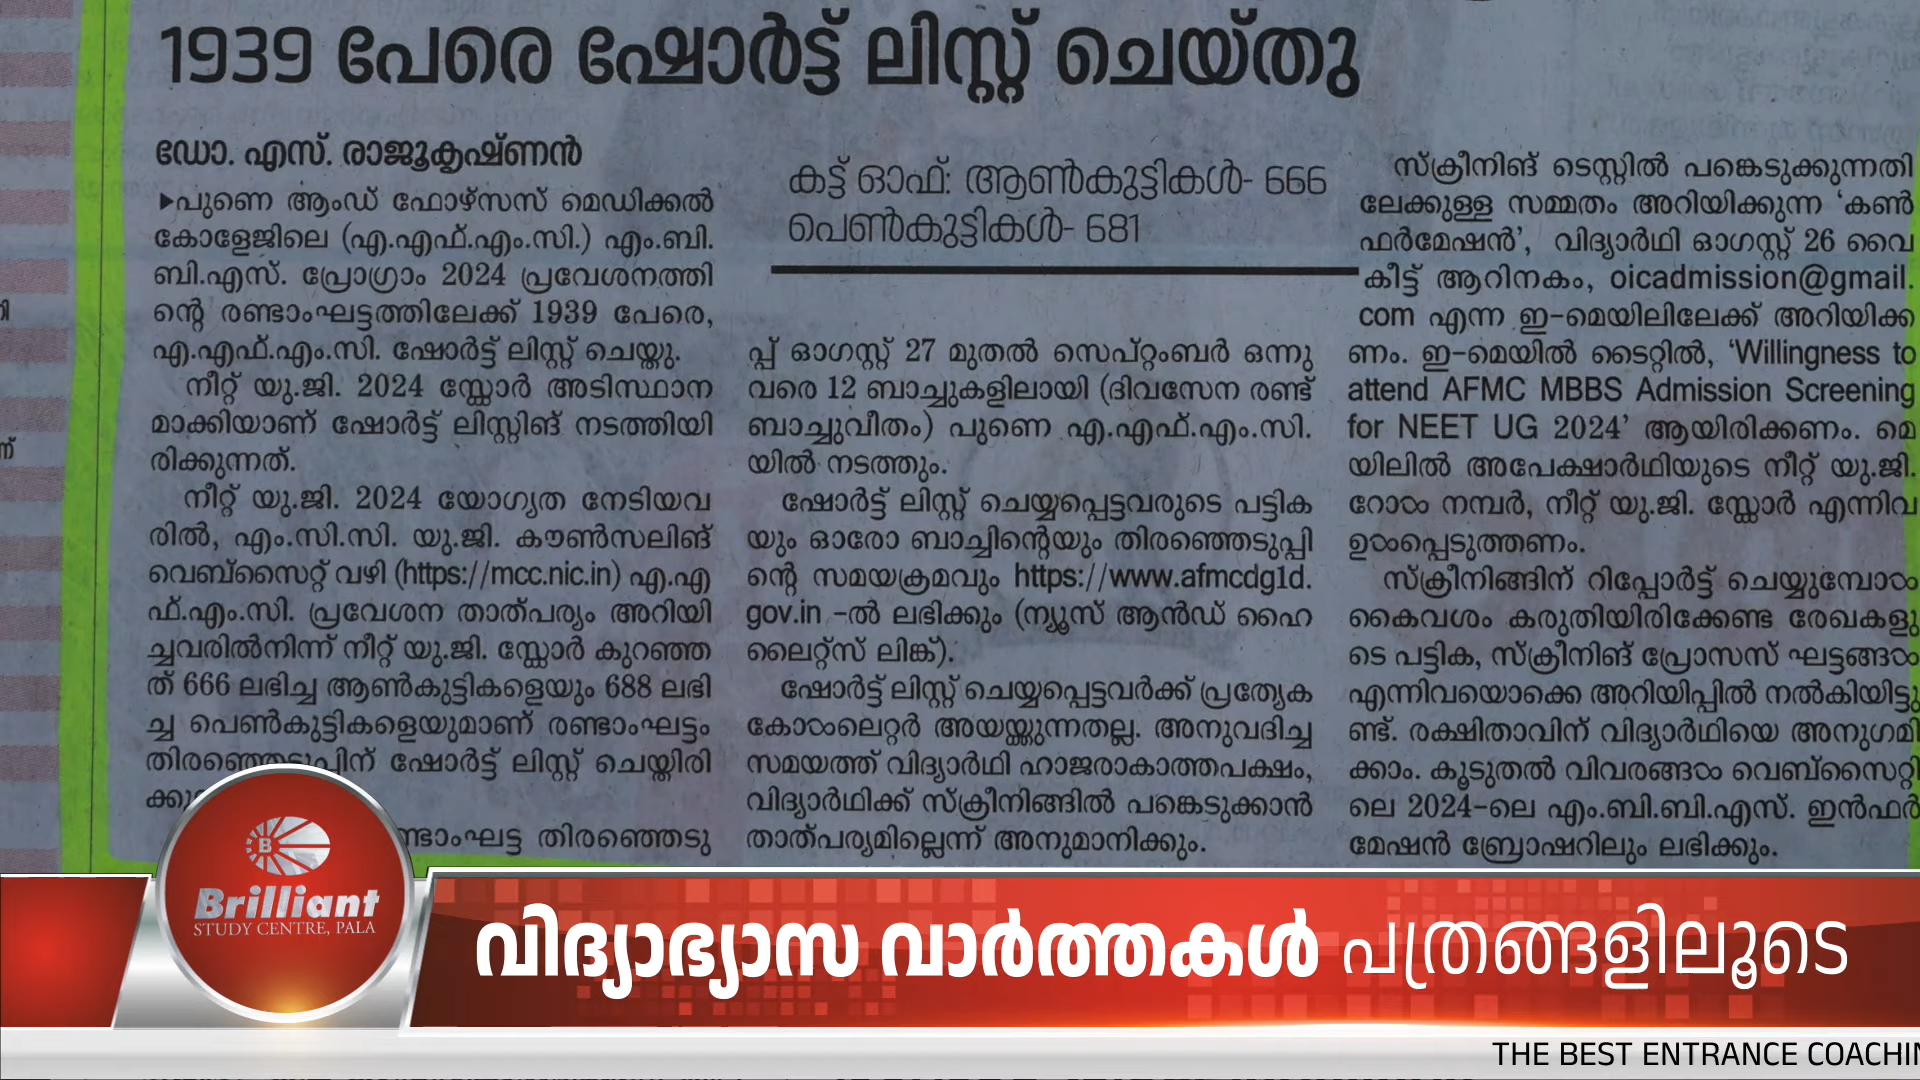 1939 പേരെ ഷോർട്ട് ലിസ്റ്റ് ചെയ്തു
ഡോ. എസ്. രാജൂകൃഷ്ണൻ
▸പുണെ ആംഡ് ഫോഴ്സസ് മെഡിക്കൽ
കോളേജിലെ (എ.എഫ്.എം.സി.) എം.ബി.
ബി.എസ്. പ്രോഗ്രാം 2024 പ്രവേശനത്തി
ന്റെ രണ്ടാംഘട്ടത്തിലേക്ക് 1939 പേരെ,
എ.എഫ്.എം.സി. ഷോർട്ട് ലിസ്റ്റ് ചെയ്തു.
നീറ്റ് യു.ജി. 2024 സ്കോർ അടിസ്ഥാന
മാക്കിയാണ് ഷോർട്ട് ലിസ്റ്റിങ് നടത്തിയി
രിക്കുന്നത്.
നീറ്റ് യു.ജി. 2024 യോഗ്യത നേടിയവ
രിൽ, എം.സി.സി. യു.ജി. കൗൺസലിങ്
വെബ്സൈറ്റ് വഴി (https://mcc.nic.in) എ.എ
ഫ്.എം.സി. പ്രവേശന താത്പര്യം അറിയി
ച്ചവരിൽനിന്ന് നീറ്റ് യു.ജി. സ്കോർ കുറഞ്ഞ
ത് 666 ലഭിച്ച ആൺകുട്ടികളെയും 688 ലഭി
ച്ച പെൺകുട്ടികളെയുമാണ് രണ്ടാംഘട്ടം
തിരഞ്ഞെടുപ്പിന് ഷോർട്ട് ലിസ്റ്റ് ചെയ്തിരി
ക്കു
ണ്ടാംഘട്ട തിരഞ്ഞെടു
കട്ട് ഓഫ്: ആൺകുട്ടികൾ- 666
പെൺകുട്ടികൾ- 681
പ്പ് ഓഗസ്റ്റ് 27 മുതൽ സെപ്റ്റംബർ ഒന്നു
വരെ 12 ബാച്ചുകളിലായി (ദിവസേന രണ്ട്
ബാച്ചുവീതം) പുണെ എ.എഫ്.എം.സി.
യിൽ നടത്തും.
ഷോർട്ട് ലിസ്റ്റ് ചെയ്യപ്പെട്ടവരുടെ പട്ടിക
യും ഓരോ ബാച്ചിന്റെയും തിരഞ്ഞെടുപ്പി
ന്റെ സമയക്രമവും https://www.afmcdg1d.
gov.in -ൽ ലഭിക്കും (ന്യൂസ് ആൻഡ് ഹൈ
ലൈറ്റ്സ് ലിങ്ക്).
ഷോർട്ട് ലിസ്റ്റ് ചെയ്യപ്പെട്ടവർക്ക് പ്രത്യേക
കോൾലെറ്റർ അയയ്ക്കുന്നതല്ല. അനുവദിച്ച
സമയത്ത് വിദ്യാർഥി ഹാജരാകാത്തപക്ഷം,
വിദ്യാർഥിക്ക് സ്ക്രീനിങ്ങിൽ പങ്കെടുക്കാൻ
താത്പര്യമില്ലെന്ന് അനുമാനിക്കും.
സ്ക്രീനിങ് ടെസ്റ്റിൽ പങ്കെടുക്കുന്നതി
ലേക്കുള്ള സമ്മതം അറിയിക്കുന്ന ‘കൺ
ഫർമേഷൻ’, വിദ്യാർഥി ഓഗസ്റ്റ് 26 വൈ
കീട്ട് ആറിനകം, oicadmission@gmail.
com എന്ന ഇ-മെയിലിലേക്ക് അറിയിക്ക
ണം. ഇ-മെയിൽ ടൈറ്റിൽ, ‘Willingness to
attend AFMC MBBS Admission Screening
for NEET UG 2024’ ആയിരിക്കണം. മെ
യിലിൽ അപേക്ഷാർഥിയുടെ നീറ്റ് യു.ജി.
റോൾ നമ്പർ, നീറ്റ് യു.ജി. സ്കോർ എന്നിവ
ഉൾപ്പെടുത്തണം.
സ്ക്രീനിങ്ങിന് റിപ്പോർട്ട് ചെയ്യുമ്പോൾ
കൈവശം കരുതിയിരിക്കേണ്ട രേഖകളു
ടെ പട്ടിക, സ്ക്രീനിങ് പ്രോസസ് ഘട്ടങ്ങൾ
എന്നിവയൊക്കെ അറിയിപ്പിൽ നൽകിയിട്ടു
ണ്ട്. രക്ഷിതാവിന് വിദ്യാർഥിയെ അനുഗമി
ക്കാം. കൂടുതൽ വിവരങ്ങൾ വെബ്സൈറ്റി
ലെ 2024-ലെ എം.ബി.ബി.എസ്. ഇൻഫർ
മേഷൻ ബ്രോഷറിലും ലഭിക്കും.
B
Brilliant
STUDY CENTRE, PALA
വിദ്യാഭ്യാസ വാർത്തകൾ പത്രങ്ങളിലൂടെ
THE BEST ENTRANCE COACHIN